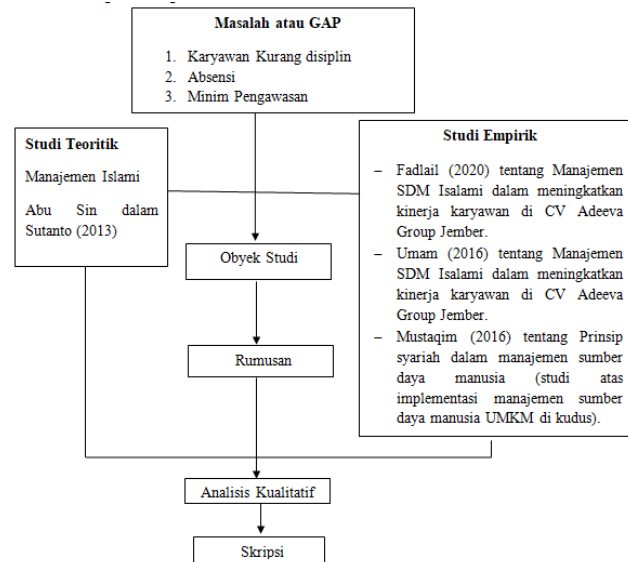 Masalah atau GAP
1. Karyawan Kurang disiplin
2. Absensi
3. Minim Pengawasan
Studi Teoritik
Manajemen Islami
Abu Sin dalam
Sutanto (2013)
Studi Empirik
– Fadlail (2020) tentang Manajemen
SDM Isalami dalam meningkatkan
kinerja karyawan di CV Adeeva
Group Jember.
– Umam (2016) tentang Manajemen
SDM Isalami dalam meningkatkan
kinerja karyawan di CV Adeeva
Group Jember.
– Mustaqim (2016) tentang Prinsip
syariah dalam manajemen sumber
daya manusia (studi atas
implementasi manajemen sumber
daya manusia UMKM di kudus).
Obyek Studi
Rumusan
Analisis Kualitatif
Skripsi